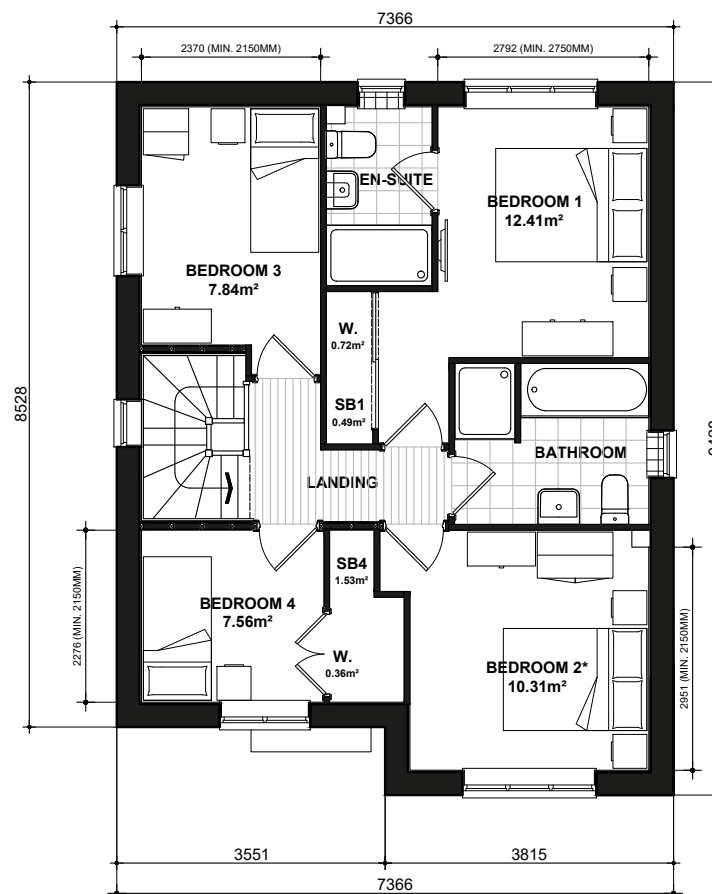 7366
2370 (MIN. 2150MM)
2792 (MIN. 2750MM)
EN-SUITE
BEDROOM 1
12.41m²
BEDROOM 3
7.84m²
W.
0.72m²
8528
SB1
0.49m²
BATHROOM
LANDING
SB4
1.53m²
BEDROOM 4
7.56m²
2276 (MIN. 2150MM)
W.
0.36m²
BEDROOM 2*
10.31m²
2951 (MIN. 2150MM)
3551
3815
7366